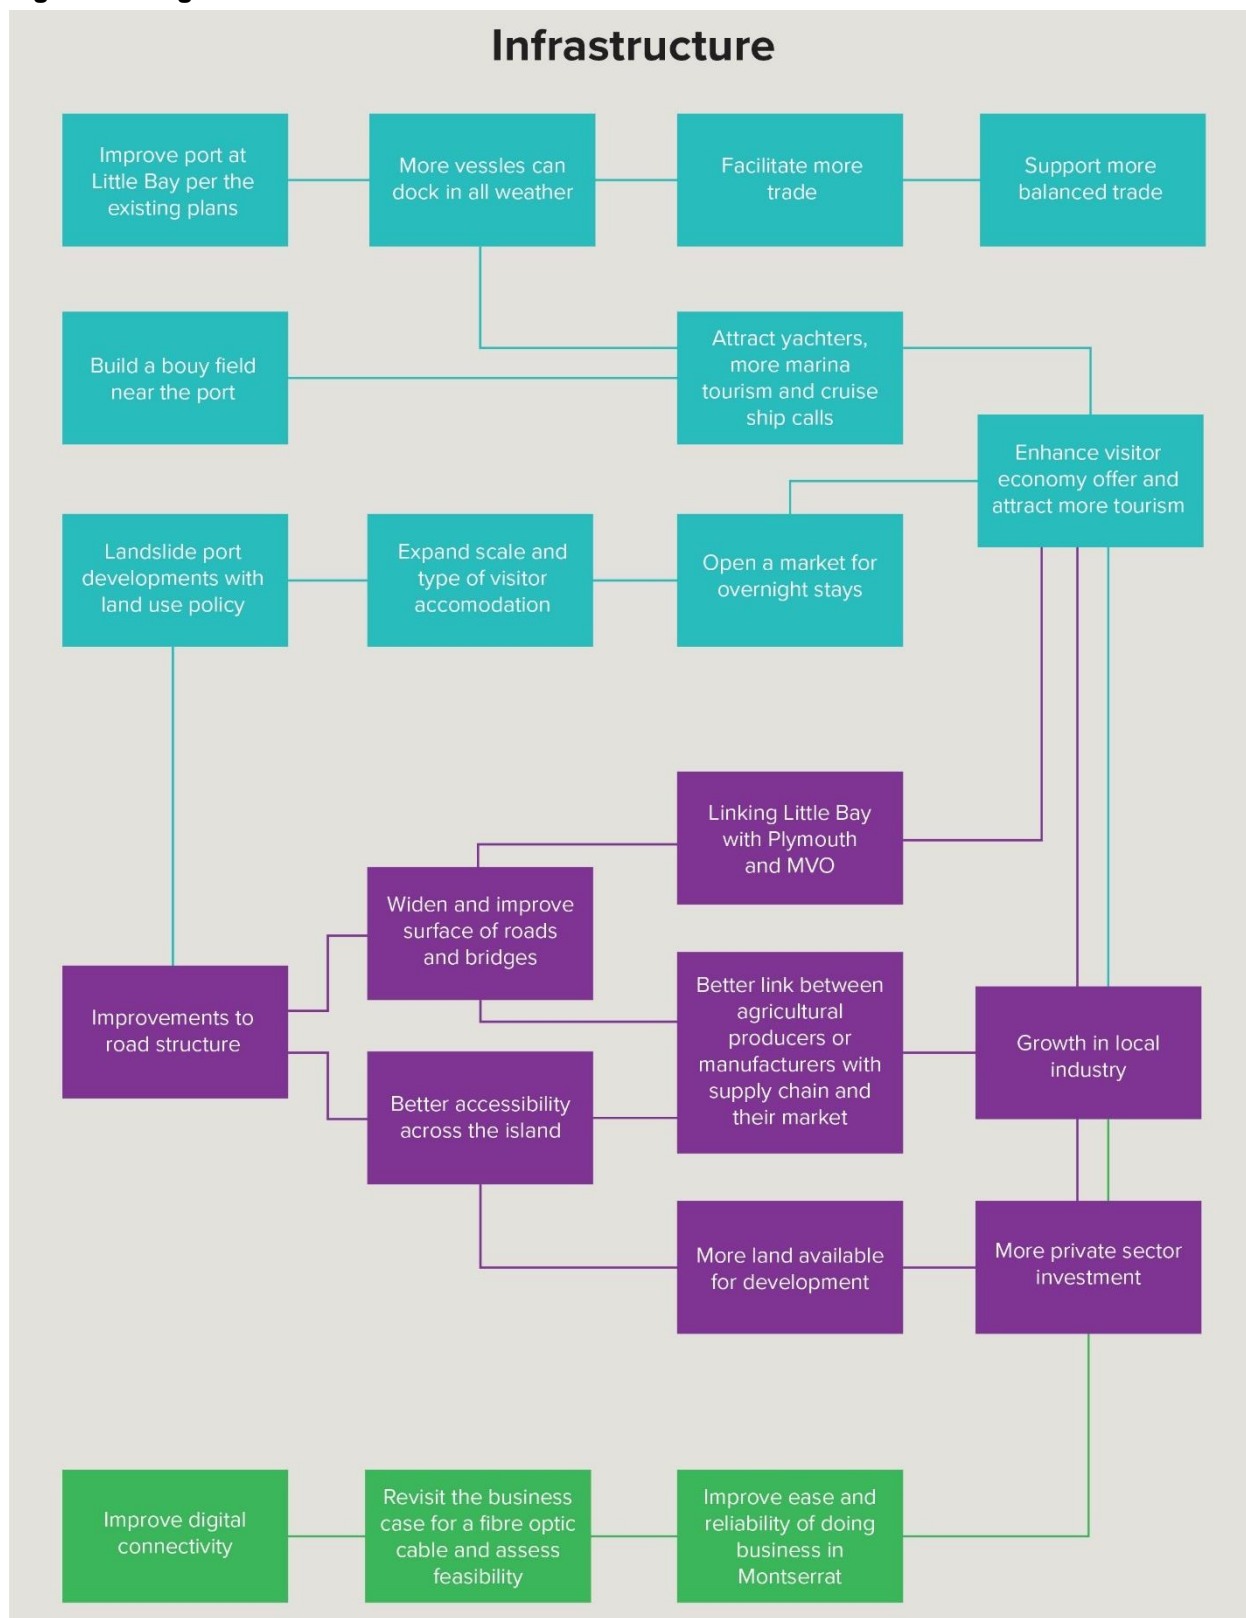 Infrastructure
Improve port at
Little Bay per the
existing plans
More vessles can
dock in all weather
Facilitate more
trade
Support more
balanced trade
Build a bouy field
near the port
Attract yachters,
more marina
tourism and cruise
ship calls
Enhance visitor
economy offer and
attract more tourism
Landslide port
developments with
land use policy
Expand scale and
type of visitor
accomodation
Open a market for
overnight stays
Linking Little Bay
with Plymouth
and MVO
Widen and improve
surface of roads
and bridges
Improvements to
road structure
Better link between
agricultural
producers or
manufacturers with
supply chain and
their market
Growth in local
industry
Better accessibility
across the island
More land available
for development
More private sector
investment
Improve digital
connectivity
Revisit the business
case for a fibre optic
cable and assess
feasibility
Improve ease and
reliability of doing
business in
Montserrat